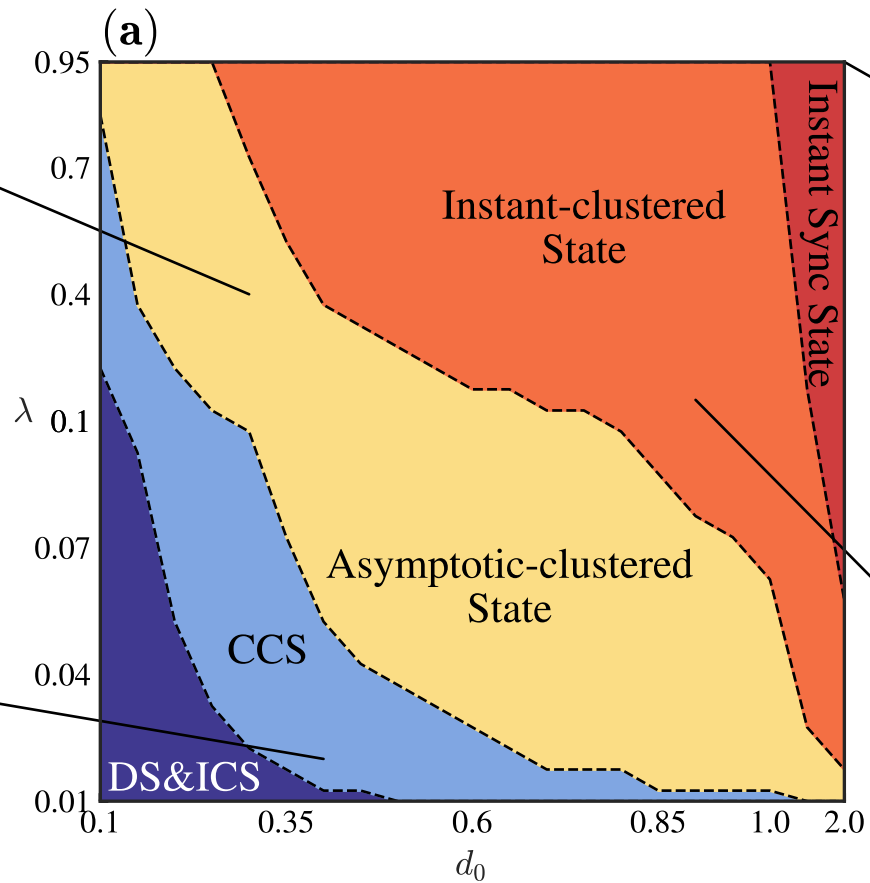 (a)
0.95
0.7
0.4
λ 0.1
0.07
0.04
0.01
Instant-clustered
State
Instant Sync State
Asymptotic-clustered
State
CCS
DS&ICS
0.1 0.35 0.6 0.85 1.0 2.0
d₀